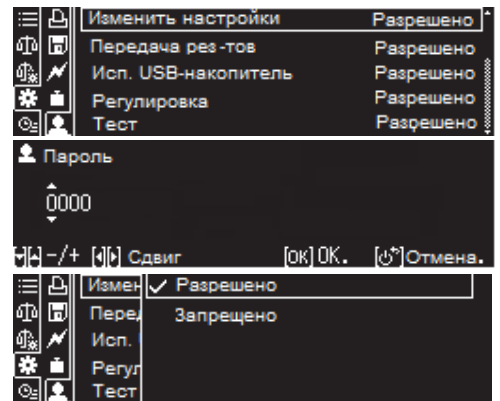 Изменить настройки Разрешено
Передача рез-тов Разрешено
Исп. USB-накопитель Разрешено
Регулировка Разрешено
Тест Разрешено
Пароль
0000
-/+ Сдвиг [OK] OK. Отмена.
Измен ✓ Разрешено
Перед Запрещено
Исп.
Регул
Тест